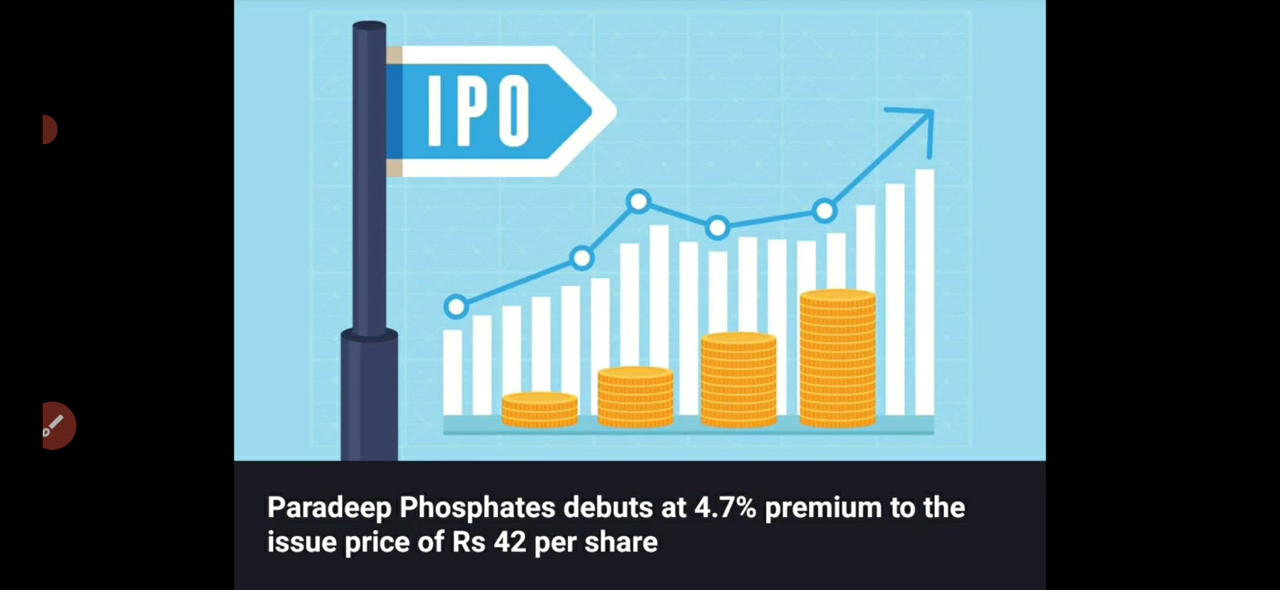 IPO
Paradeep Phosphates debuts at 4.7% premium to the
issue price of Rs 42 per share